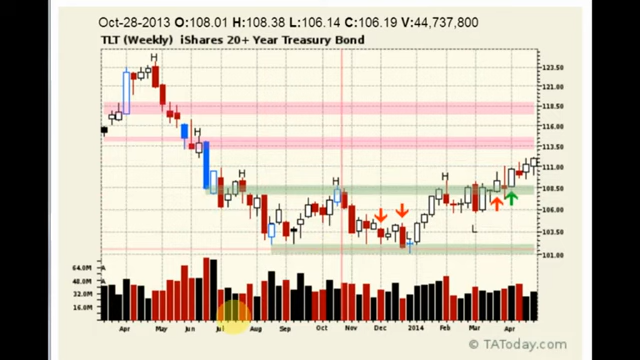 Oct-28-2013 O:108.01 H:108.38 L:106.14 C:106.19 V:44,737,800
TLT (Weekly) iShares 20+ Year Treasury Bond
H
123.50
121.00
118.50
H
116.00
113.50
H
H
H
111.00
108.50
106.00
L
103.50
L
101.00
64.0M A
48.0M A
32.0M
16.0M
Apr May Jun Jul Aug Sep Oct Nov Dec 2014 Feb Mar Apr
© TAToday.com